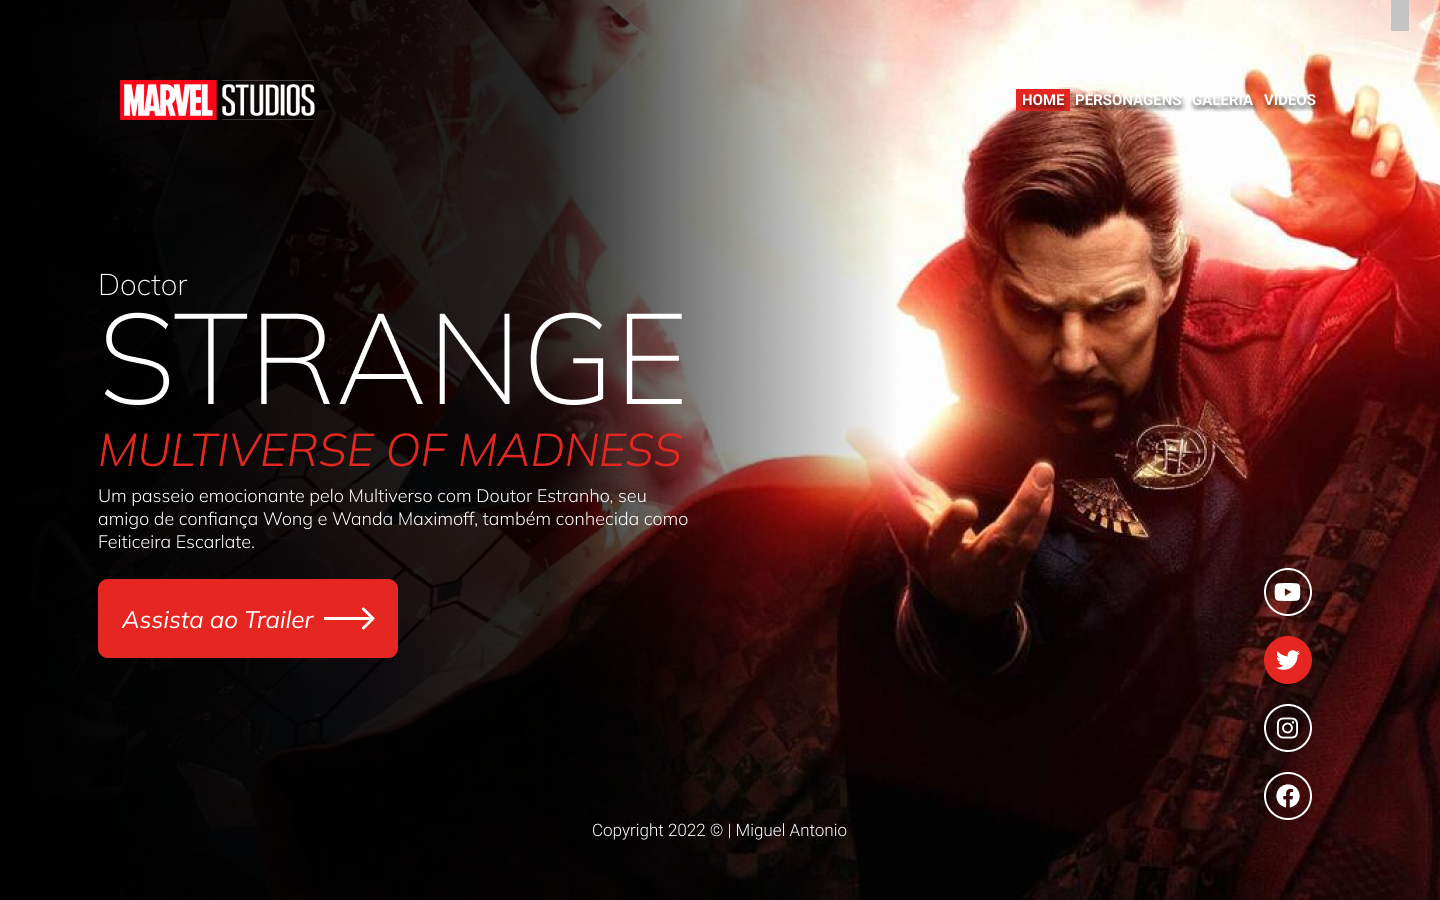 MARVEL STUDIOS
HOME PERSONAGENS GALERIA VIDEOS
Doctor
STRANGE
MULTIVERSE OF MADNESS
Um passeio emocionante pelo Multiverso com Doutor Estranho, seu
amigo de confiança Wong e Wanda Maximoff, também conhecida como
Feiticeira Escarlate.
Assista ao Trailer
Copyright 2022 © | Miguel Antonio